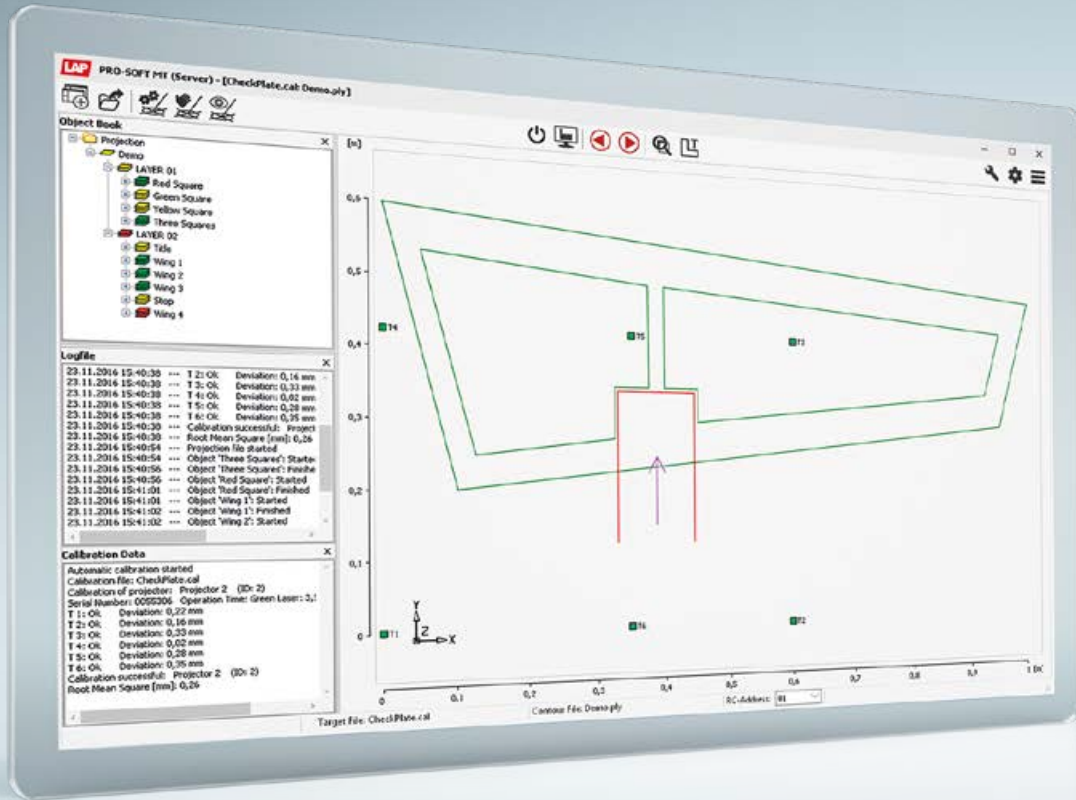 LAP PRO-SOFT MT (Server) - [CheckPlate.cal: Demo.ply]
Object Book
Projection
Demo
LAYER 01
Red Square
Green Square
Yellow Square
Three Squares
LAYER 02
Title
Wing 1
Wing 2
Wing 3
Stop
Wing 4
Logfile
23.11.2016 15:40:38 --- T 2: Ok Deviation: 0,16 mm
23.11.2016 15:40:38 --- T 3: Ok Deviation: 0,33 mm
23.11.2016 15:40:38 --- T 4: Ok Deviation: 0,02 mm
23.11.2016 15:40:38 --- T 5: Ok Deviation: 0,28 mm
23.11.2016 15:40:38 --- T 6: Ok Deviation: 0,35 mm
23.11.2016 15:40:38 --- Calibration successful: Project
23.11.2016 15:40:38 --- Root Mean Square [mm]: 0,26
23.11.2016 15:40:54 --- Projection file started
23.11.2016 15:40:54 --- Object 'Three Squares': Starte
23.11.2016 15:40:56 --- Object 'Three Squares': Finishe
23.11.2016 15:40:56 --- Object 'Red Square': Started
23.11.2016 15:41:01 --- Object 'Red Square': Finished
23.11.2016 15:41:01 --- Object 'Wing 1': Started
23.11.2016 15:41:02 --- Object 'Wing 1': Finished
23.11.2016 15:41:02 --- Object 'Wing 2': Started
Calibration Data
Automatic calibration started
Calibration file: CheckPlate.cal
Calibration of projector: Projector 2 (ID: 2)
Serial Number: 0055306 Operation Time: Green Laser: 3,
T 1: Ok Deviation: 0,22 mm
T 2: Ok Deviation: 0,16 mm
T 3: Ok Deviation: 0,33 mm
T 4: Ok Deviation: 0,02 mm
T 5: Ok Deviation: 0,28 mm
T 6: Ok Deviation: 0,35 mm
Calibration successful: Projector 2 (ID: 2)
Root Mean Square [mm]: 0,26
[m]
0,6
0,5
0,4
0,3
0,2
0,1
0
T4
T5
T3
T1
T6
T2
Y
Z X
0 0,1 0,2 0,3 0,4 0,5 0,6 0,7 0,8 0,9 1
Target File: CheckPlate.cal
Contour File: Demo.ply
RC-Address: 01